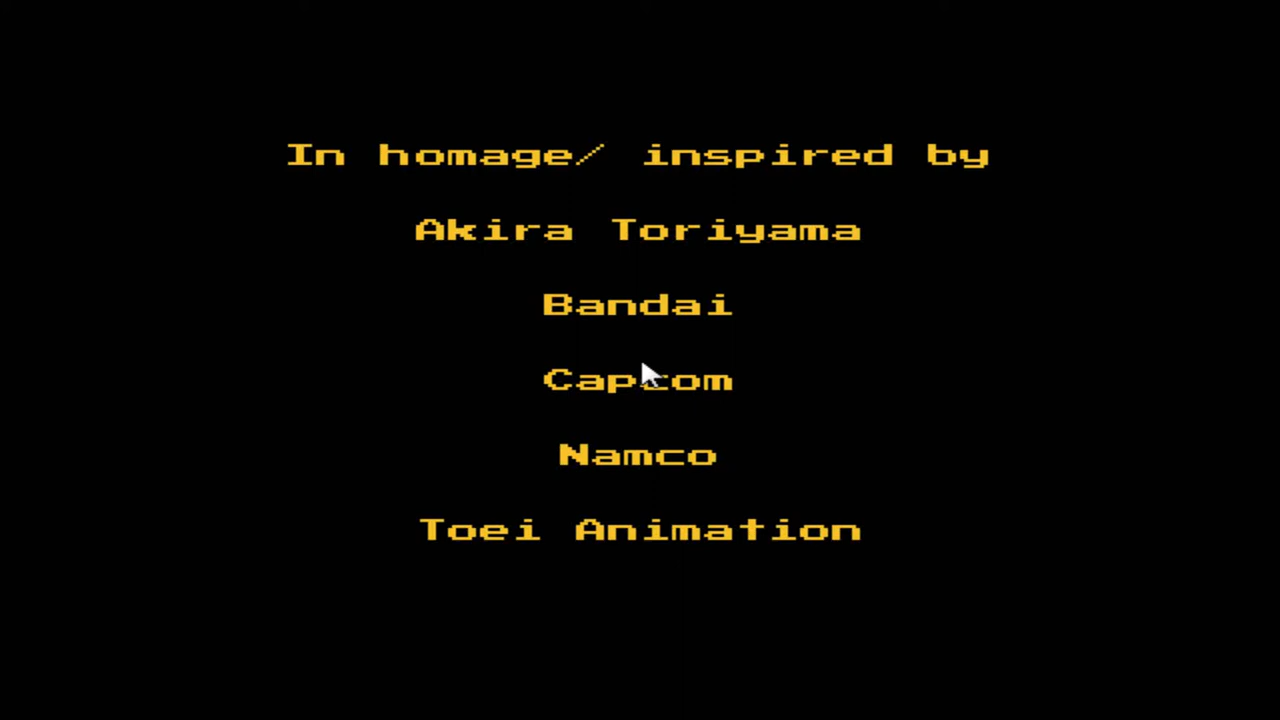 In homage/ inspired by
Akira Toriyama
Bandai
Capcom
Namco
Toei Animation